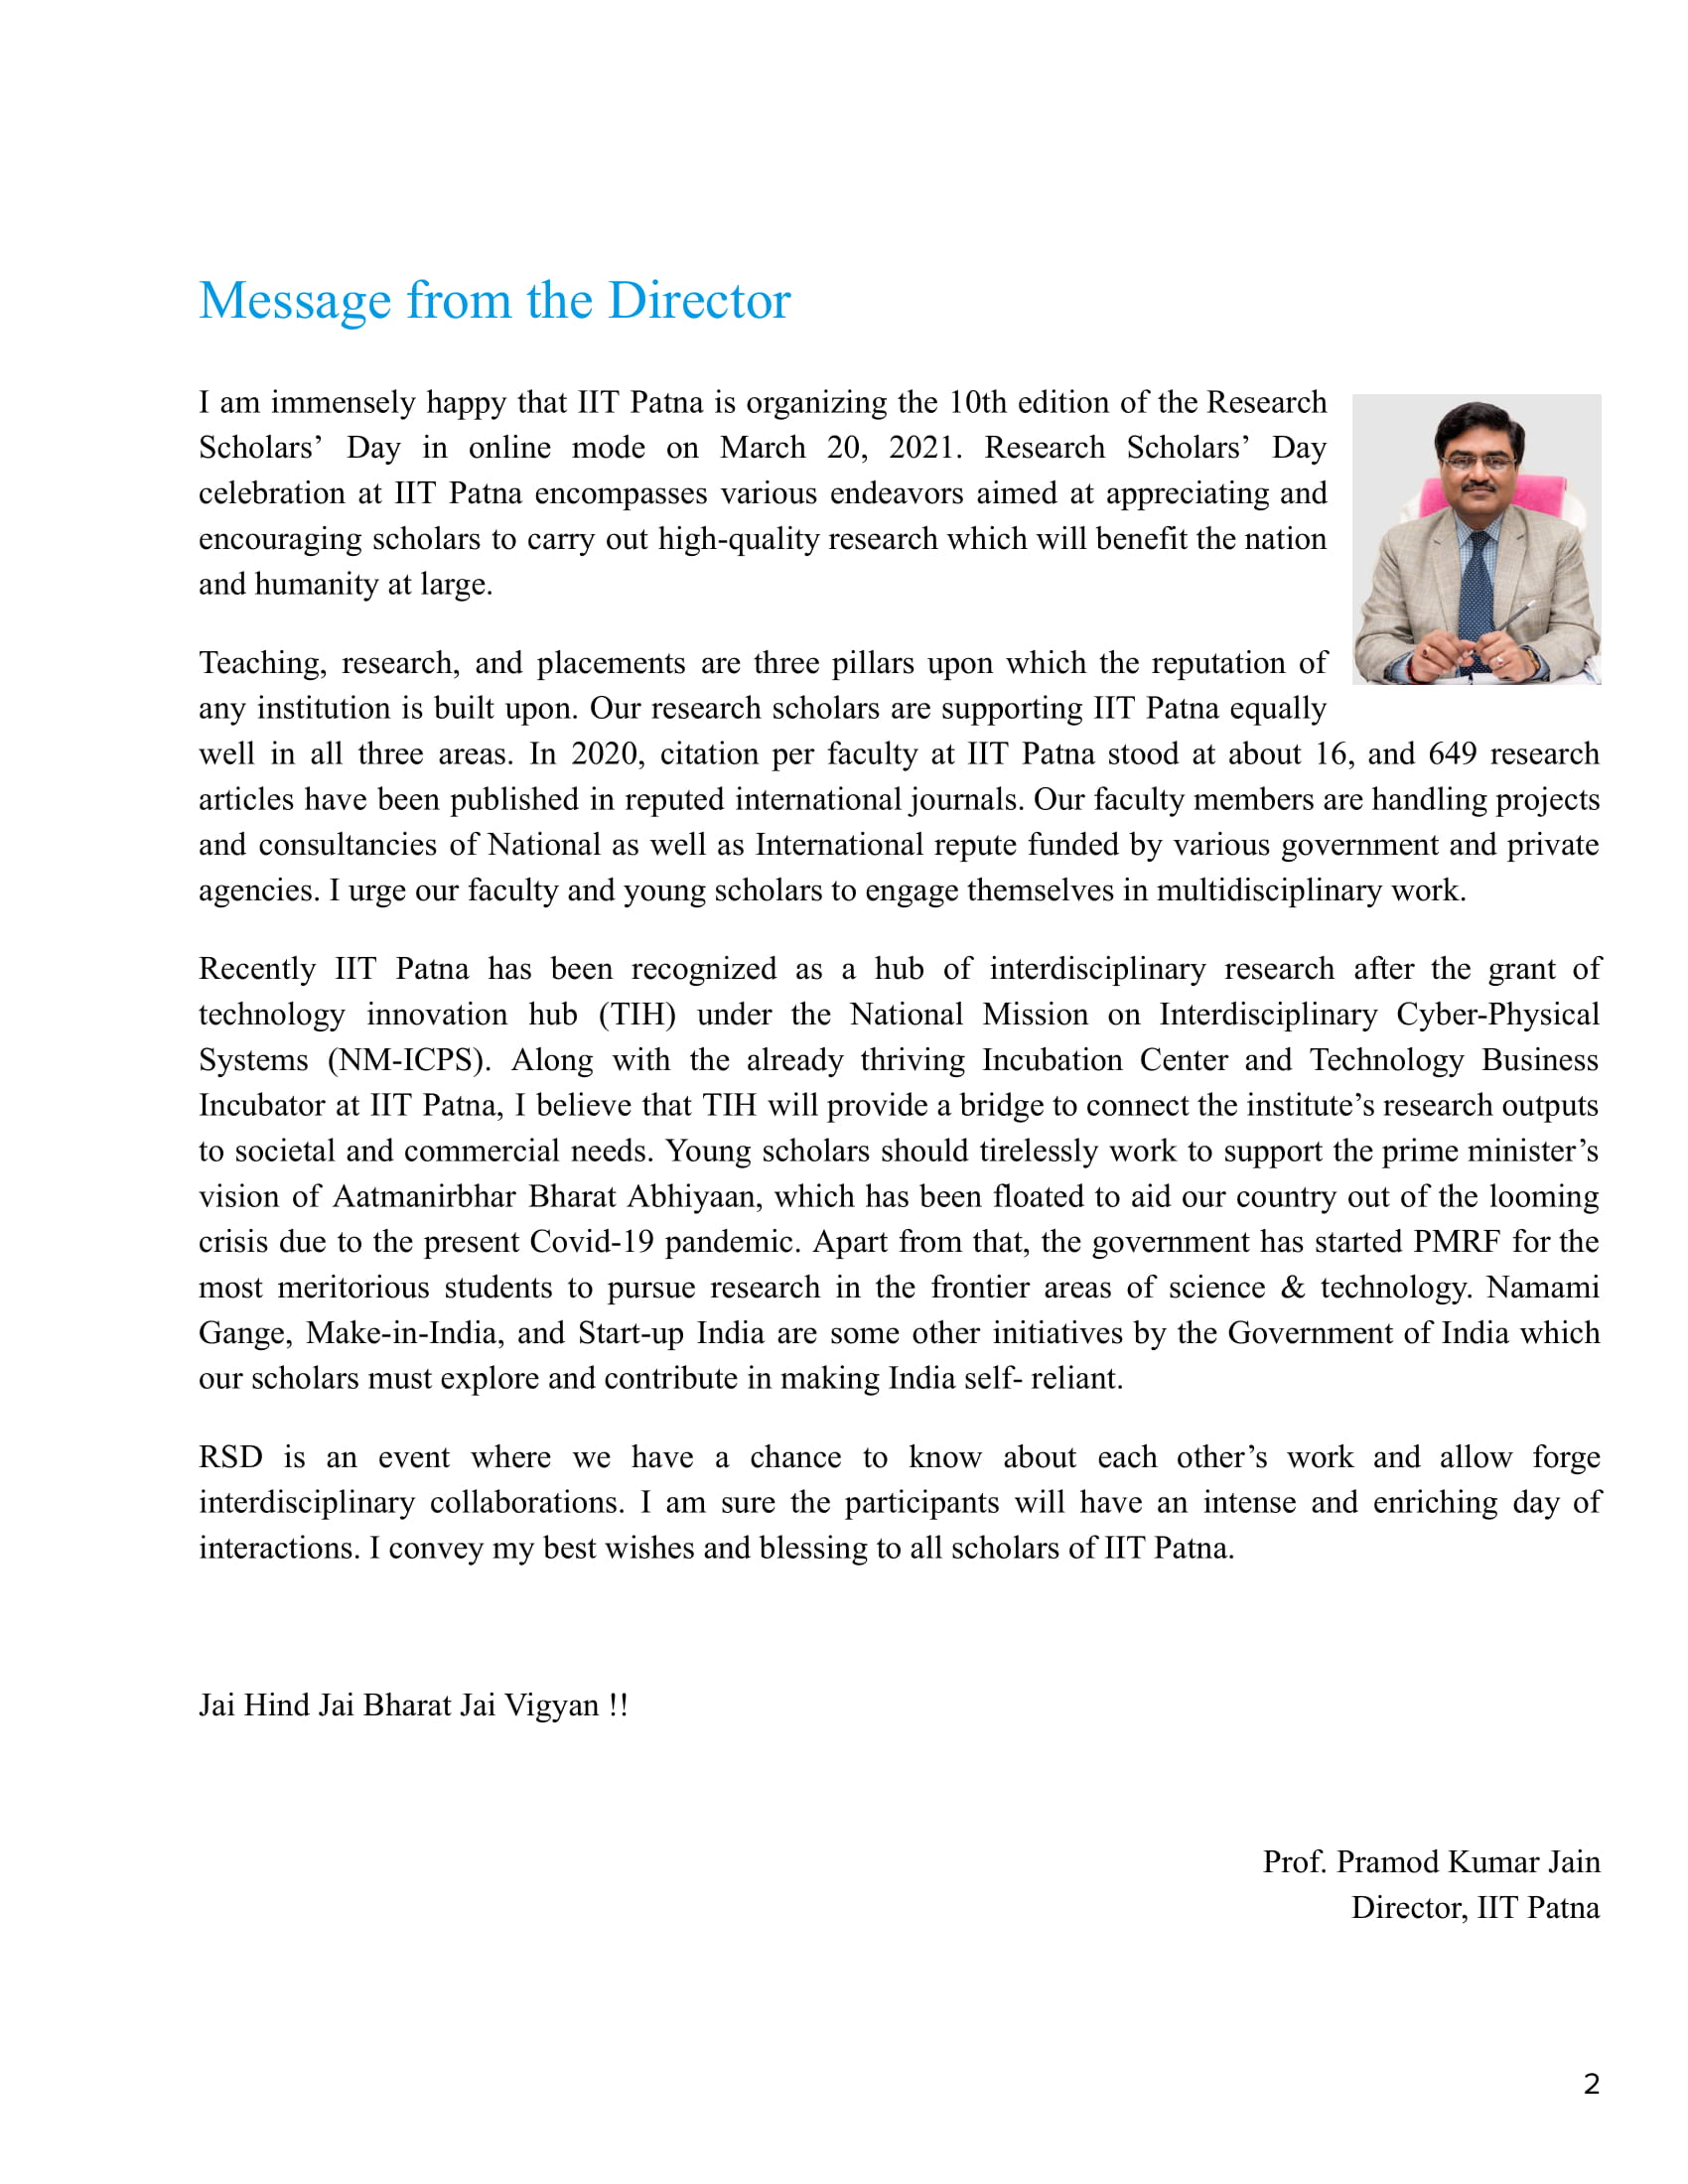 Message from the Director
I am immensely happy that IIT Patna is organizing the 10th edition of the Research
Scholars’ Day in online mode on March 20, 2021. Research Scholars’ Day
celebration at IIT Patna encompasses various endeavors aimed at appreciating and
encouraging scholars to carry out high-quality research which will benefit the nation
and humanity at large.
Teaching, research, and placements are three pillars upon which the reputation of
any institution is built upon. Our research scholars are supporting IIT Patna equally
well in all three areas. In 2020, citation per faculty at IIT Patna stood at about 16, and 649 research
articles have been published in reputed international journals. Our faculty members are handling projects
and consultancies of National as well as International repute funded by various government and private
agencies. I urge our faculty and young scholars to engage themselves in multidisciplinary work.
Recently IIT Patna has been recognized as a hub of interdisciplinary research after the grant of
technology innovation hub (TIH) under the National Mission on Interdisciplinary Cyber-Physical
Systems (NM-ICPS). Along with the already thriving Incubation Center and Technology Business
Incubator at IIT Patna, I believe that TIH will provide a bridge to connect the institute’s research outputs
to societal and commercial needs. Young scholars should tirelessly work to support the prime minister’s
vision of Aatmanirbhar Bharat Abhiyaan, which has been floated to aid our country out of the looming
crisis due to the present Covid-19 pandemic. Apart from that, the government has started PMRF for the
most meritorious students to pursue research in the frontier areas of science & technology. Namami
Gange, Make-in-India, and Start-up India are some other initiatives by the Government of India which
our scholars must explore and contribute in making India self- reliant.
RSD is an event where we have a chance to know about each other’s work and allow forge
interdisciplinary collaborations. I am sure the participants will have an intense and enriching day of
interactions. I convey my best wishes and blessing to all scholars of IIT Patna.
Jai Hind Jai Bharat Jai Vigyan !!
Prof. Pramod Kumar Jain
Director, IIT Patna
2